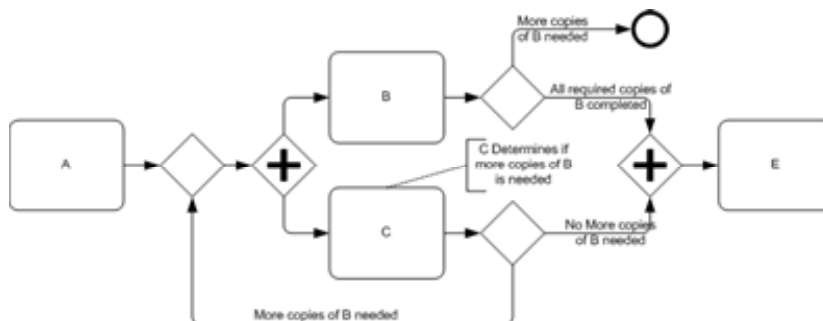 More copies
of B needed
B
All required copies of
B completed
A
C Determines if
more copies of B
is needed
E
C
No More copies
of B needed
More copies of B needed